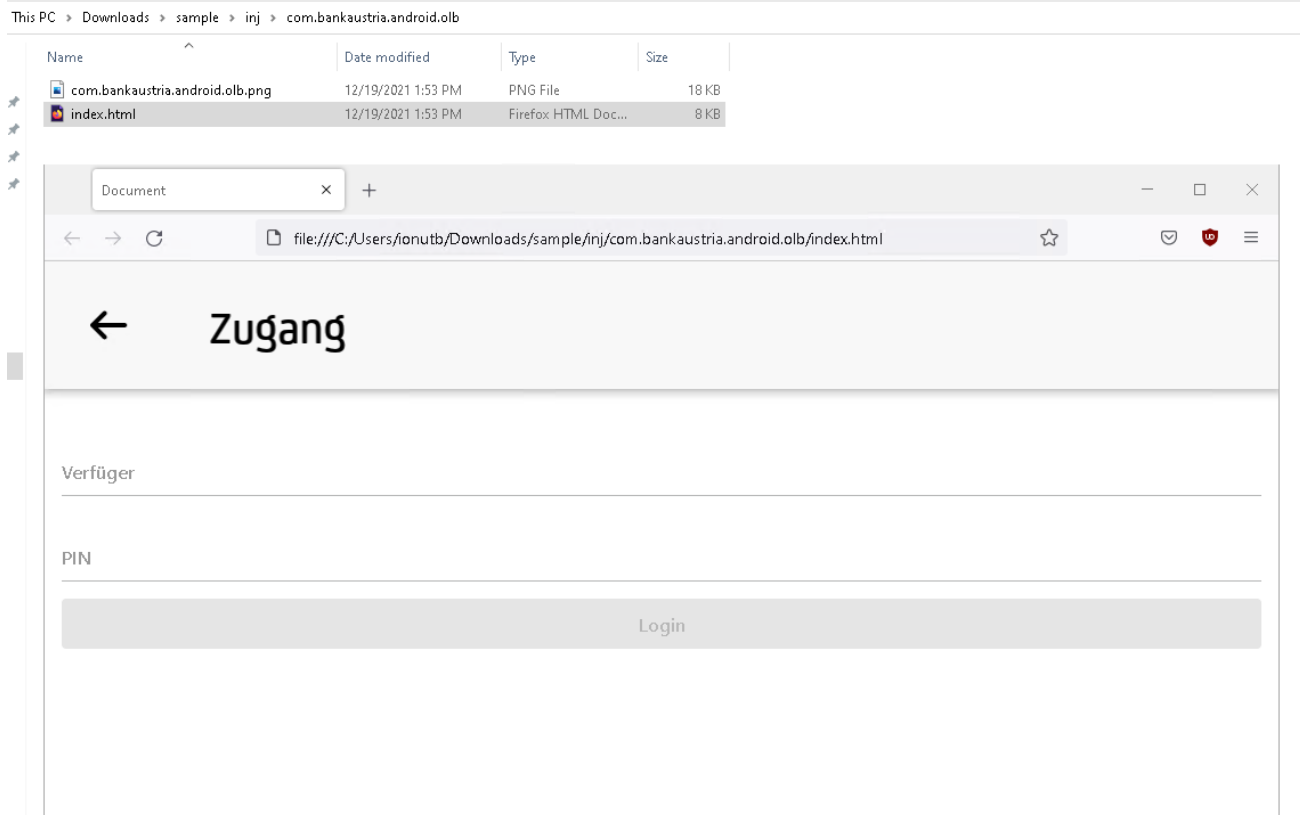 This PC > Downloads > sample > inj > com.bankaustria.android.olb
Name Date modified Type Size
com.bankaustria.android.olb.png 12/19/2021 1:53 PM PNG File 18 KB
index.html 12/19/2021 1:53 PM Firefox HTML Doc... 8 KB
Document
file:///C:/Users/ionutb/Downloads/sample/inj/com.bankaustria.android.olb/index.html
Zugang
Verfüger
PIN
Login